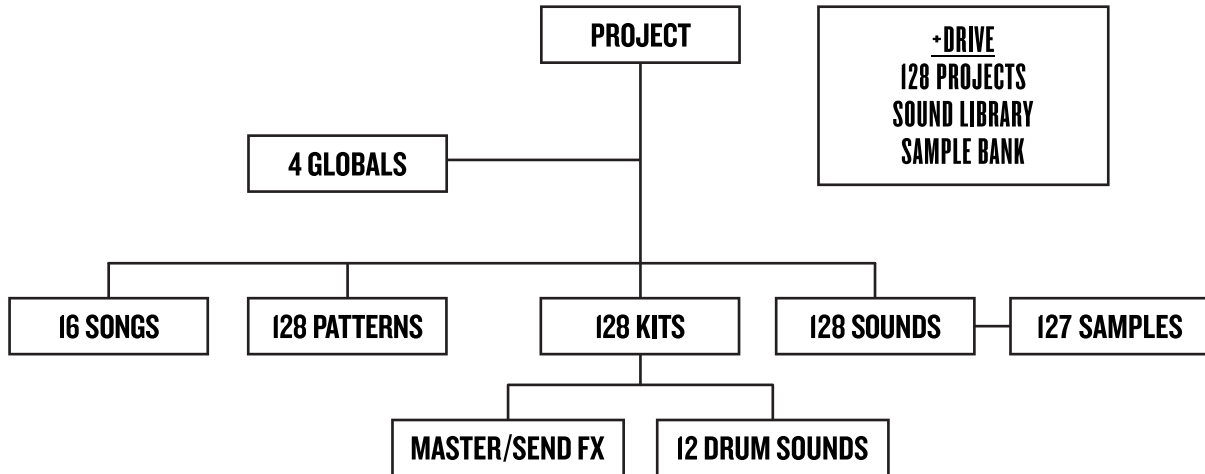 PROJECT
+DRIVE
128 PROJECTS
SOUND LIBRARY
SAMPLE BANK
4 GLOBALS
16 SONGS
128 PATTERNS
128 KITS
128 SOUNDS
127 SAMPLES
MASTER/SEND FX
12 DRUM SOUNDS